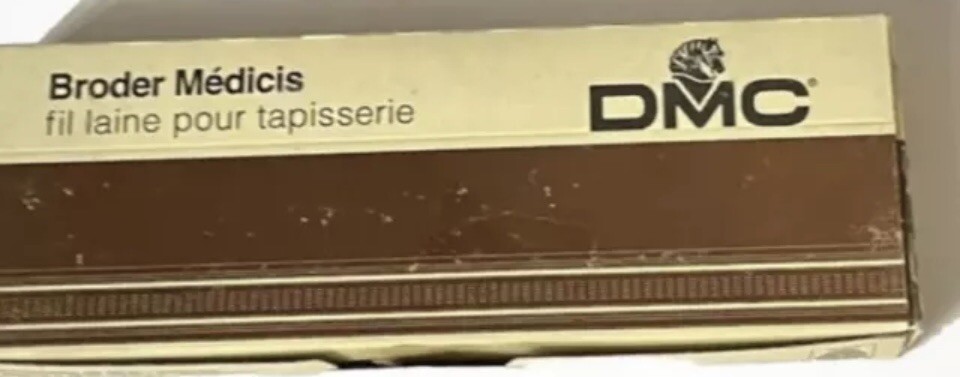 Broder Médicis
fil laine pour tapisserie
DMC